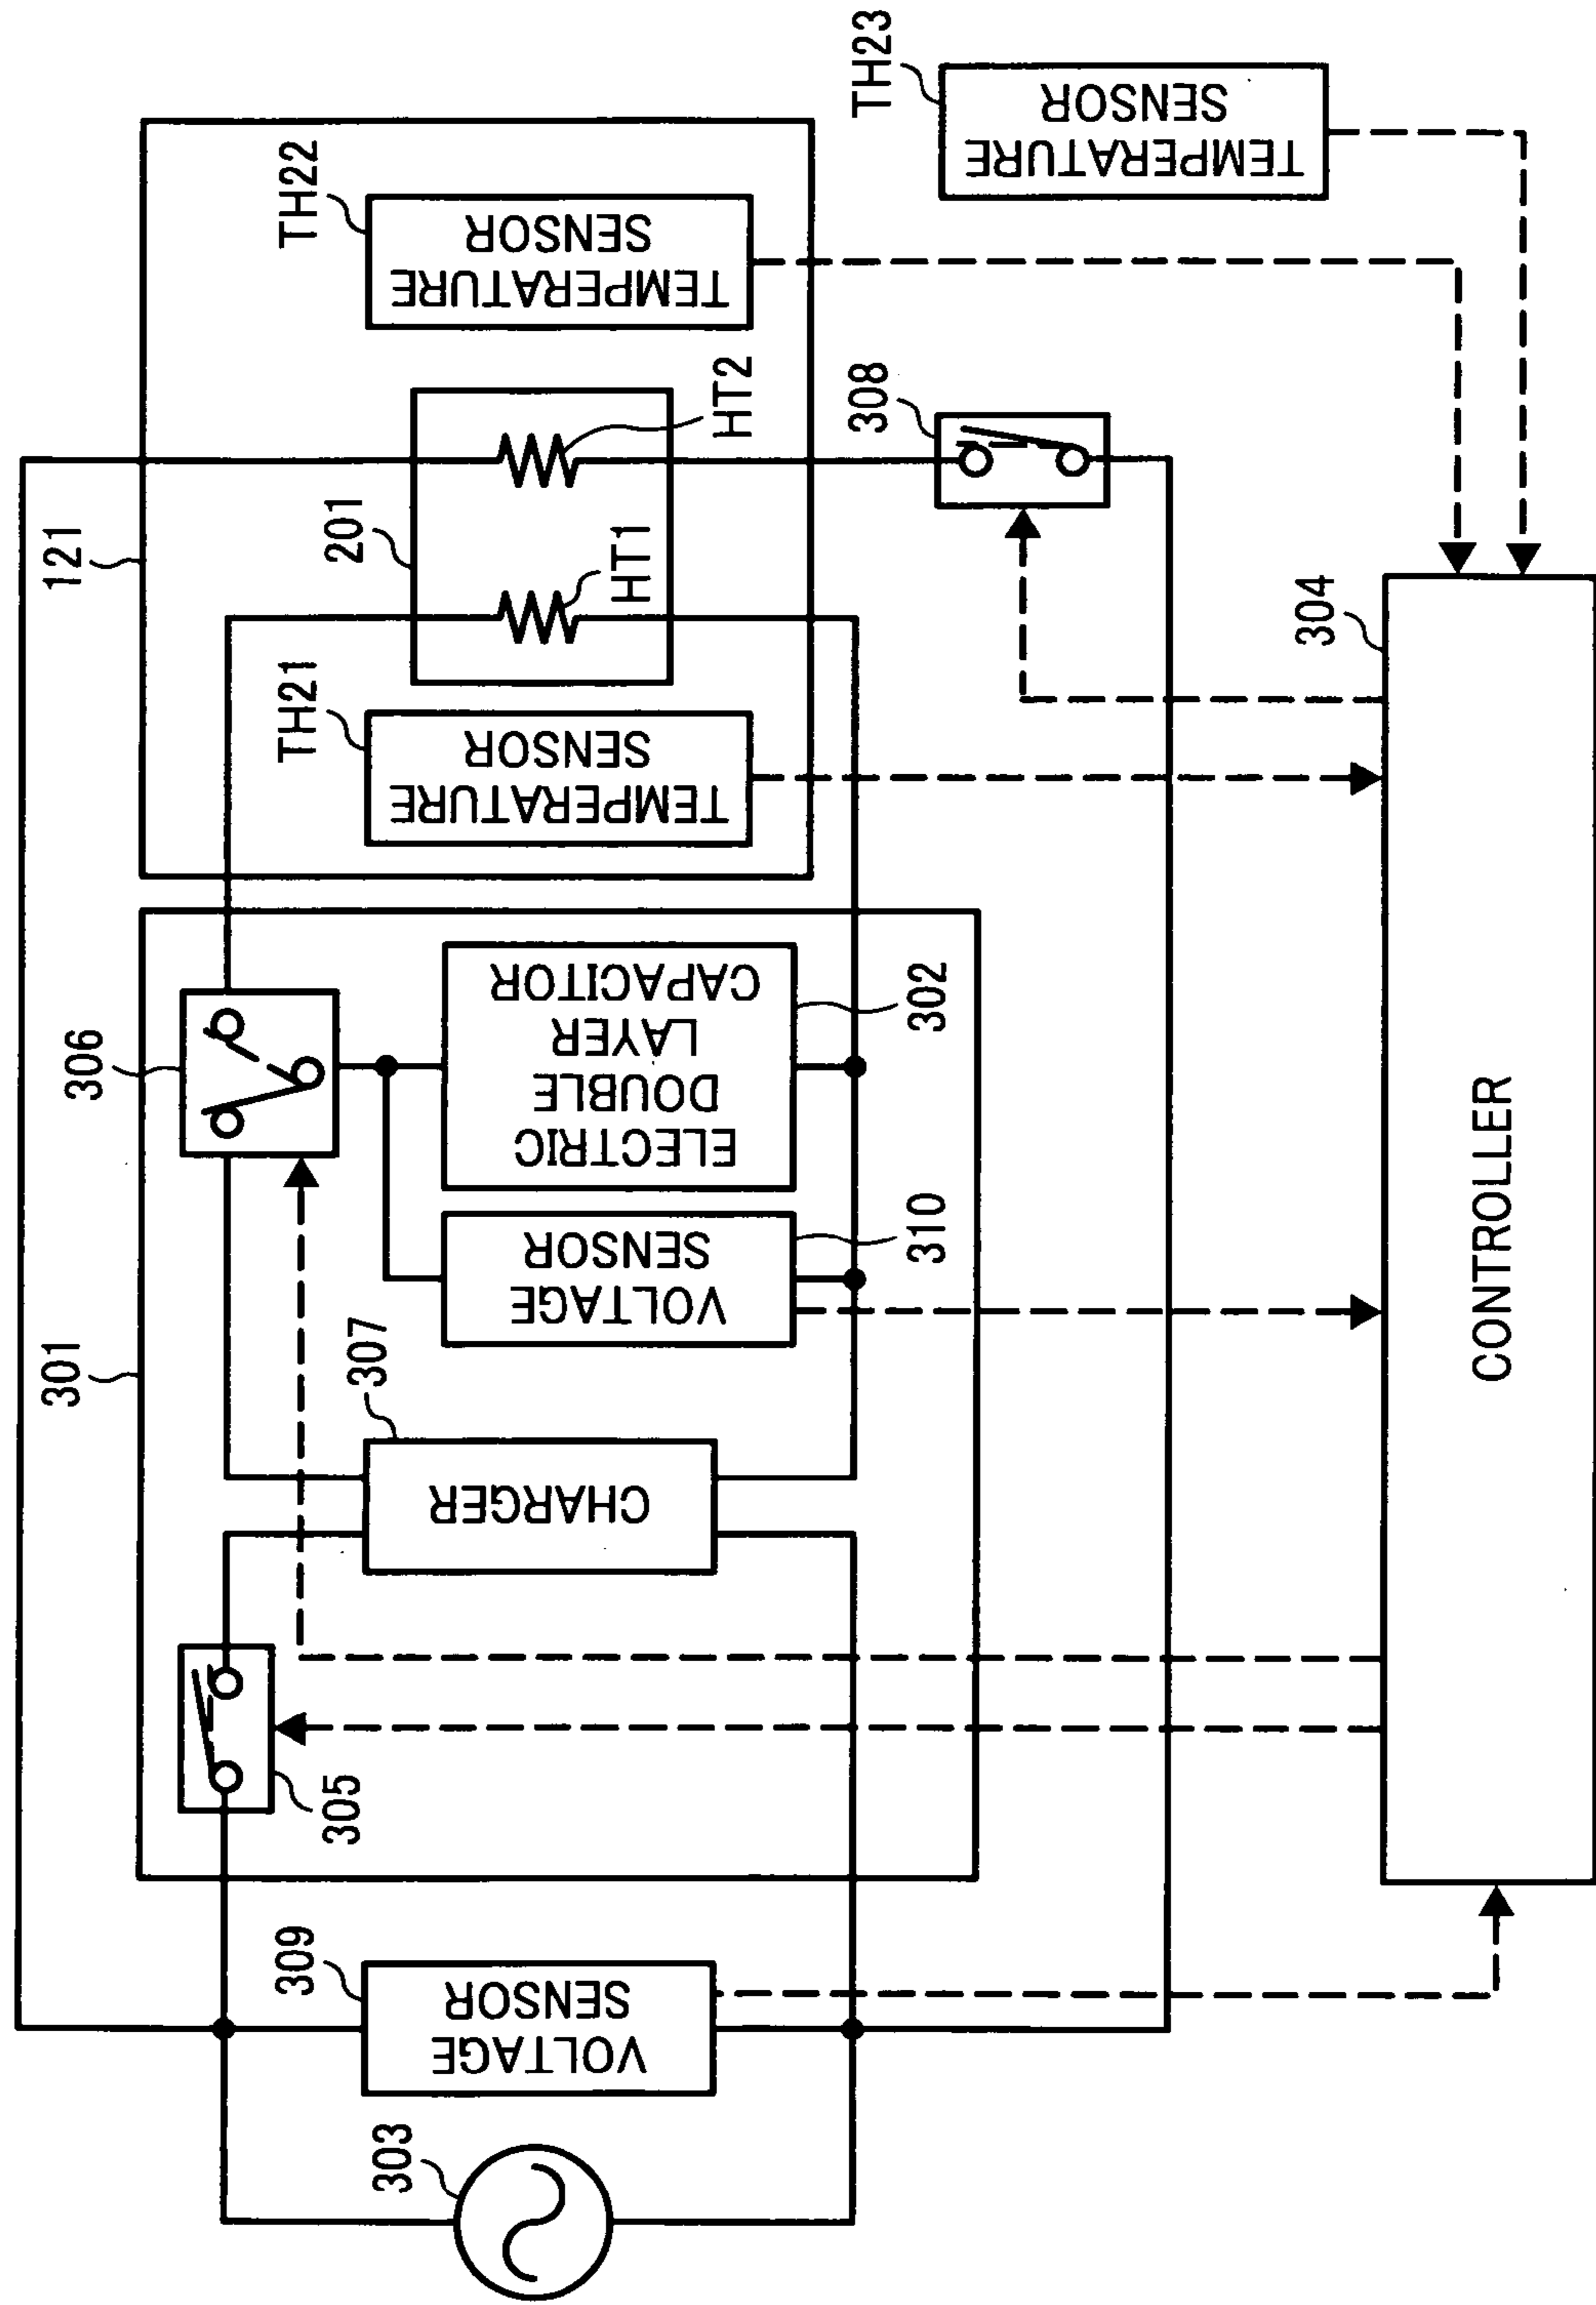 301
121
306
309
TH21
TH22
305
201
303
307
VOLTAGE
SENSOR
CHARGER
VOLTAGE
SENSOR
ELECTRIC
DOUBLE
LAYER
CAPACITOR
TEMPERATURE
SENSOR
TEMPERATURE
SENSOR
HT1
HT2
310
302
308
TH23
TEMPERATURE
SENSOR
304
CONTROLLER